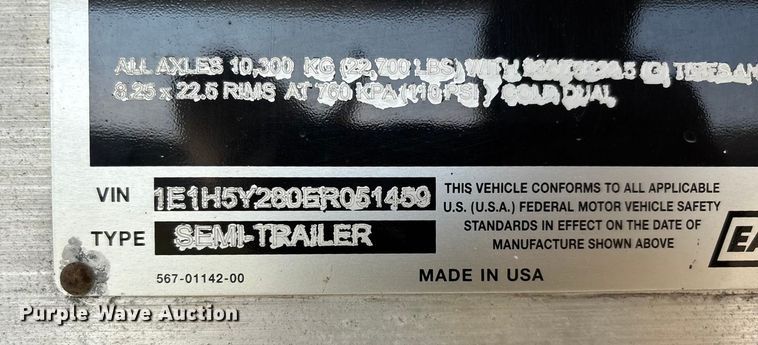 ALL AXLES 10,300 KG (22,700 LBS)
8.25 x 22.5 RIMS AT 760 KPA (110 PSI) COLD DUAL
VIN 1E1H5Y280ER051459
TYPE SEMI-TRAILER
THIS VEHICLE CONFORMS TO ALL APPLICABLE
U.S. (U.S.A.) FEDERAL MOTOR VEHICLE SAFETY
STANDARDS IN EFFECT ON THE DATE OF
MANUFACTURE SHOWN ABOVE
567-01142-00
MADE IN USA
Purple Wave Auction